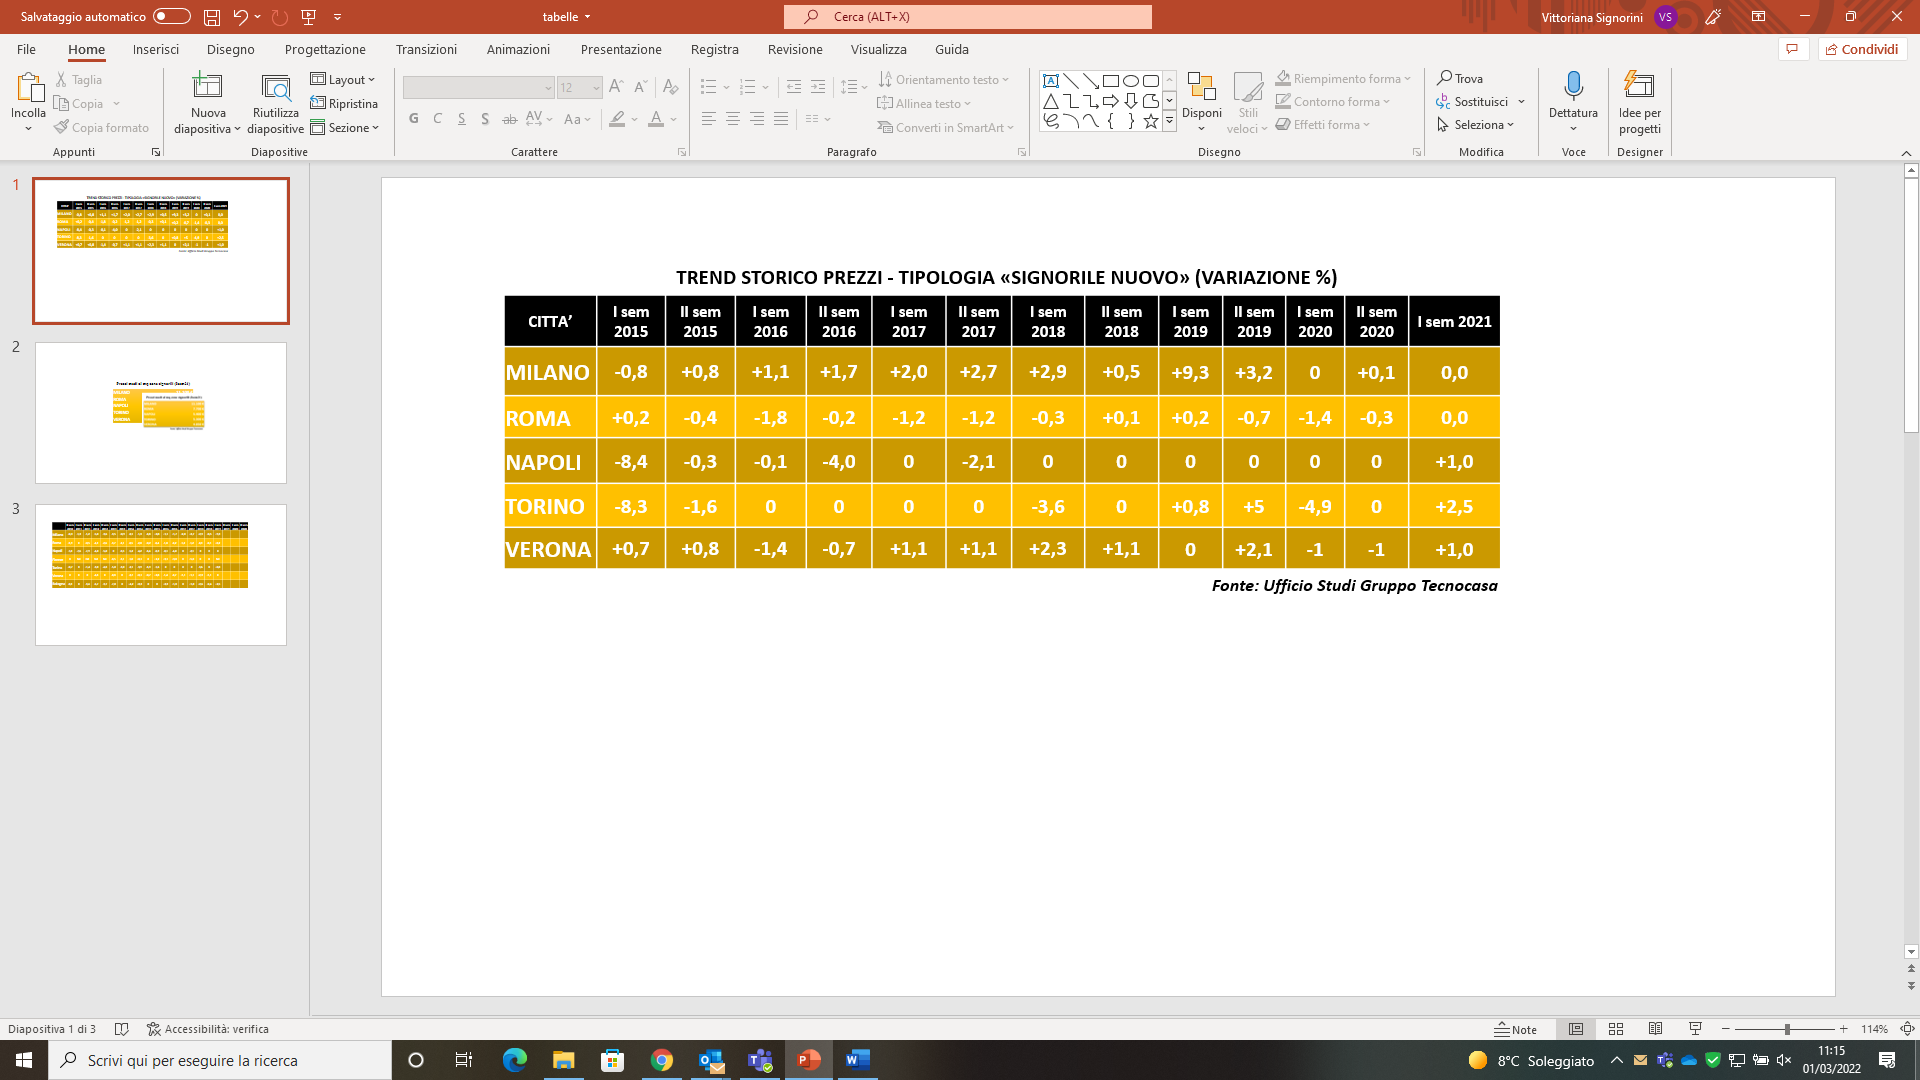 Salvataggio automatico
tabelle
Cerca (ALT+X)
Vittoriana Signorini
VS
File Home Inserisci Disegno Progettazione Transizioni Animazioni Presentazione Registra Revisione Visualizza Guida
Condividi
Incolla
Taglia
Copia
Copia formato
Appunti
Nuova
diapositiva
Riutilizza
diapositive
Layout
Ripristina
Sezione
Diapositive
12
G C S S ab AV Aa A
Carattere
Paragrafo
Orientamento testo
Allinea testo
Converti in SmartArt
Disponi
Stili
veloci
Riempimento forma
Contorno forma
Effetti forma
Disegno
Trova
Sostituisci
Seleziona
Modifica
Dettatura
Voce
Idee per
progetti
Designer
1
2
3
TREND STORICO PREZZI - TIPOLOGIA «SIGNORILE NUOVO» (VARIAZIONE %)
CITTA’ I sem 2015 II sem 2015 I sem 2016 II sem 2016 I sem 2017 II sem 2017 I sem 2018 II sem 2018 I sem 2019 II sem 2019 I sem 2020 II sem 2020 I sem 2021
MILANO -0,8 +0,8 +1,1 +1,7 +2,0 +2,7 +2,9 +0,5 +9,3 +3,2 0 +0,1 0,0
ROMA +0,2 -0,4 -1,8 -0,2 -1,2 -1,2 -0,3 +0,1 +0,2 -0,7 -1,4 -0,3 0,0
NAPOLI -8,4 -0,3 -0,1 -4,0 0 -2,1 0 0 0 0 0 0 +1,0
TORINO -8,3 -1,6 0 0 0 0 -3,6 0 +0,8 +5 -4,9 0 +2,5
VERONA +0,7 +0,8 -1,4 -0,7 +1,1 +1,1 +2,3 +1,1 0 +2,1 -1 -1 +1,0
Fonte: Ufficio Studi Gruppo Tecnocasa
Diapositiva 1 di 3
Accessibilità: verifica
Note
114%
Scrivi qui per eseguire la ricerca
8°C Soleggiato
11:15
01/03/2022